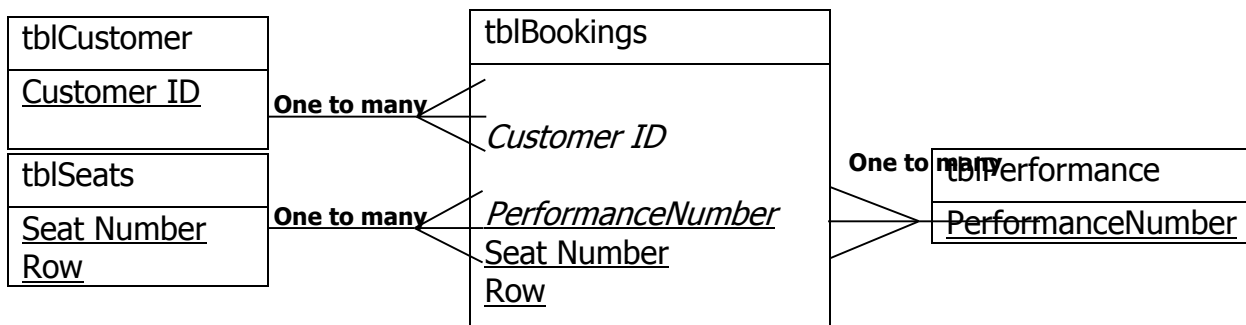 tblCustomer
Customer ID
One to many
tblSeats
Seat Number
Row
One to many
tblBookings
Customer ID
PerformanceNumber
Seat Number
Row
One to many
tblPerformance
PerformanceNumber